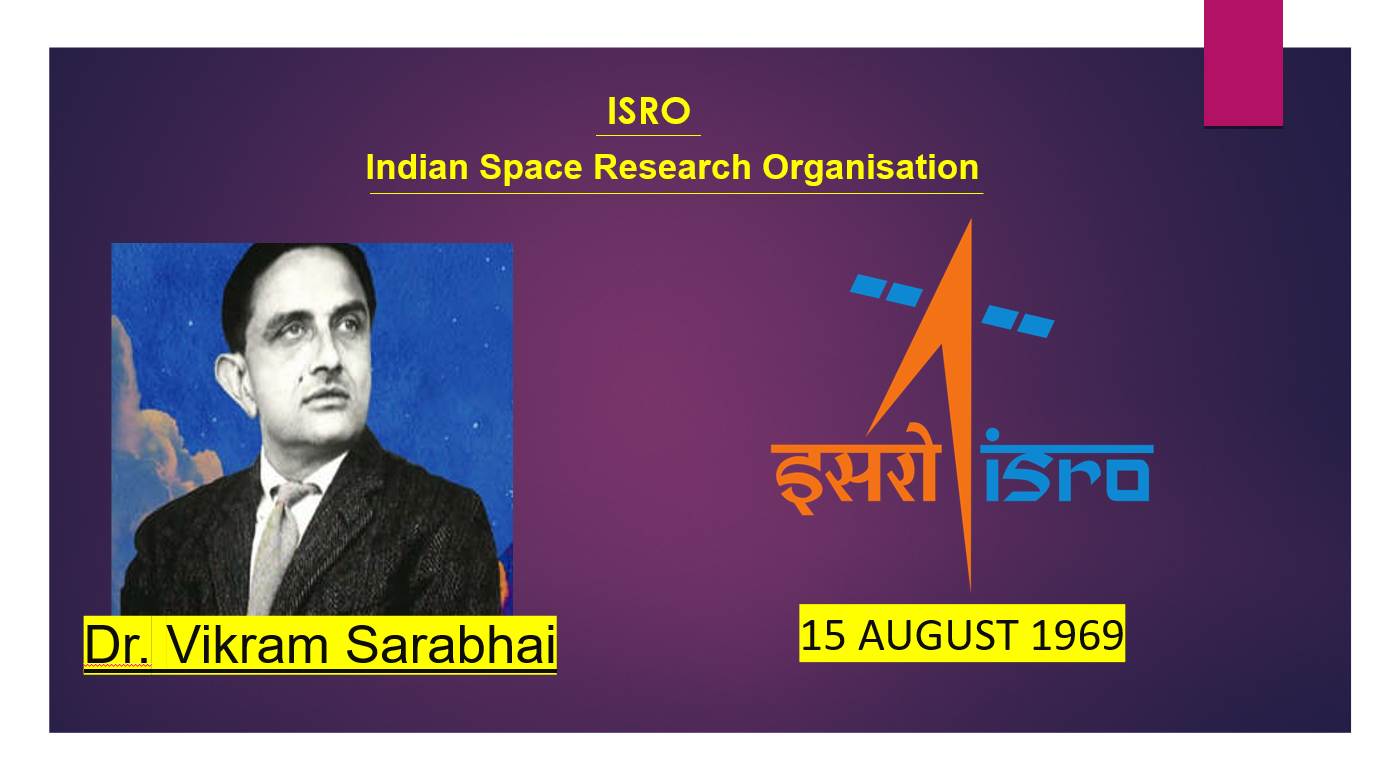 ISRO
Indian Space Research Organisation
इसरो isro
Dr. Vikram Sarabhai
15 AUGUST 1969